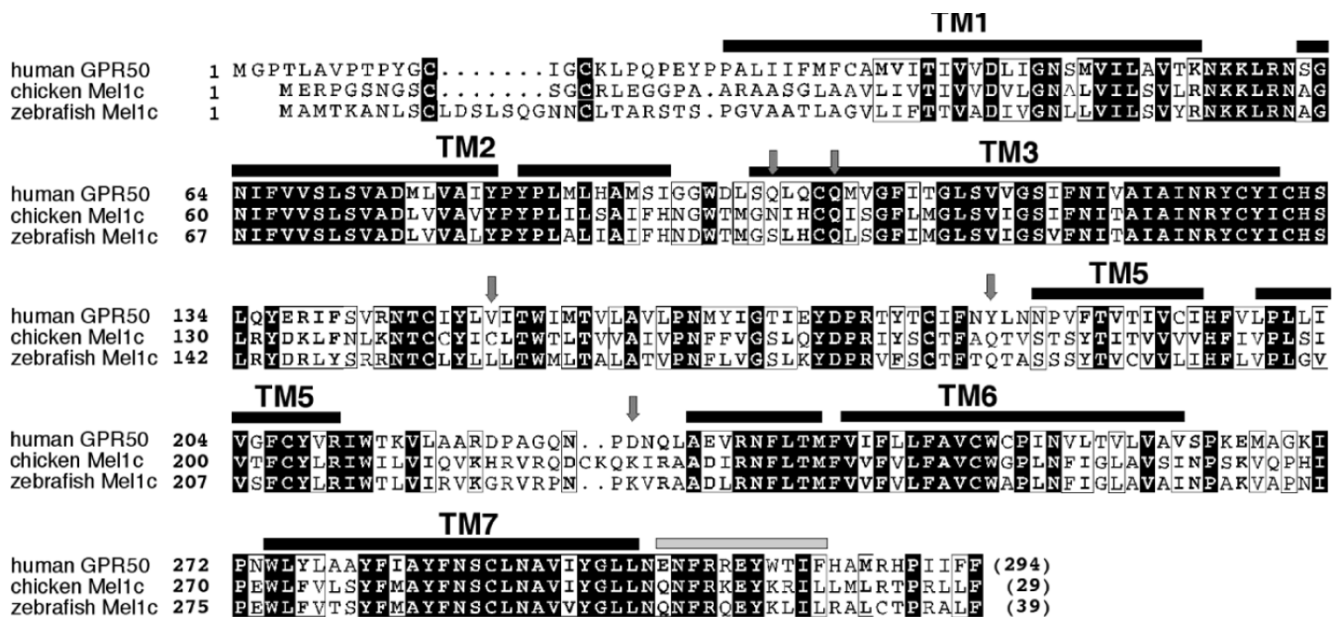 TM1
human GPR50 1 MGPTLAVPTPYGC.......IGCKLPQPEYPPALIIFMFCAMVITIVVDLIGNSMVILAVTKNKKLRNSG
chicken Mel1c 1 MERPGSNGSC.......SGCRLEGGPA.ARAASGLAAVLIVTIVVDVLGNALVILSVLRNKKLRNAG
zebrafish Mel1c 1 MAMTKANLSCLDSLSQGNNCLTARSTS.PGVAATLAGVLIFTTVADIVGNLLVILSVYRNKKLRNAG
TM2 TM3
human GPR50 64 NIFVVSLSVADMLVAIYPYPLMLHAMSIGGWDLSQLQCQMVGFITGLSVVGSIFNIVAIAINRYCYICHS
chicken Mel1c 60 NIFVVSLSVADLVVAVYPYPLILSAIFHNGWTMGNIHCQISGFLMGLSVIGSIFNITAIAINRYCYICHS
zebrafish Mel1c 67 NIFVVSLSVADLVVALYPYPLALIAIFHNDWTMGSLHCQLSGFIMGLSVIGSVFNITAIAINRYCYICHS
TM5
human GPR50 134 LQYERIFSVRNTCIYLVITWIMTVLAVLPNMYIGTIEYDPRTYTCIFNYLNNPVFTVTIVCIHFVLPLLI
chicken Mel1c 130 LRYDKLFNLKNTCCYICLTWTLTVVAIVPNFFVGSLQYDPRIYSCTFAQTVSTSYTITVVVVHFIVPLSI
zebrafish Mel1c 142 LRYDRLYSRRNTCLYLLLTWMLTALATVPNFLVGSLKYDPRVFSCTFTQTASSSYTVCVVLIHFLVPLGV
TM5 TM6
human GPR50 204 VGFCYVRIWTKVLAARDPAGQN..PDNQLAEVRNFLTMFVIFLLFAVCWCPINVLTVLVAVSPKEMAGKI
chicken Mel1c 200 VTFCYLRIWILVIQVKHRVRQDCKQKIRAADIRNFLTMFVVFVLFAVCWGPLNFIGLAVSINPSKVQPHI
zebrafish Mel1c 207 VSFCYLRIWTLVIRVKGRVRPN..PKVRAADLRNFLTMFVVFVLFAVCWAPLNFIGLAVAINPAKVAPNI
TM7
human GPR50 272 PNWLYLAAYFIAYFNSCLNAVIYGLLNENFRREYWTIFHAMRHPIIFF (294)
chicken Mel1c 270 PEWLFVLSYFMAYFNSCLNAVIYGLLNQNFRKEYKRILLMLRTPRLLF (29)
zebrafish Mel1c 275 PEWLFVTSYFMAYFNSCLNAVVYGLLNQNFRQEYKLILRALCTPRALF (39)